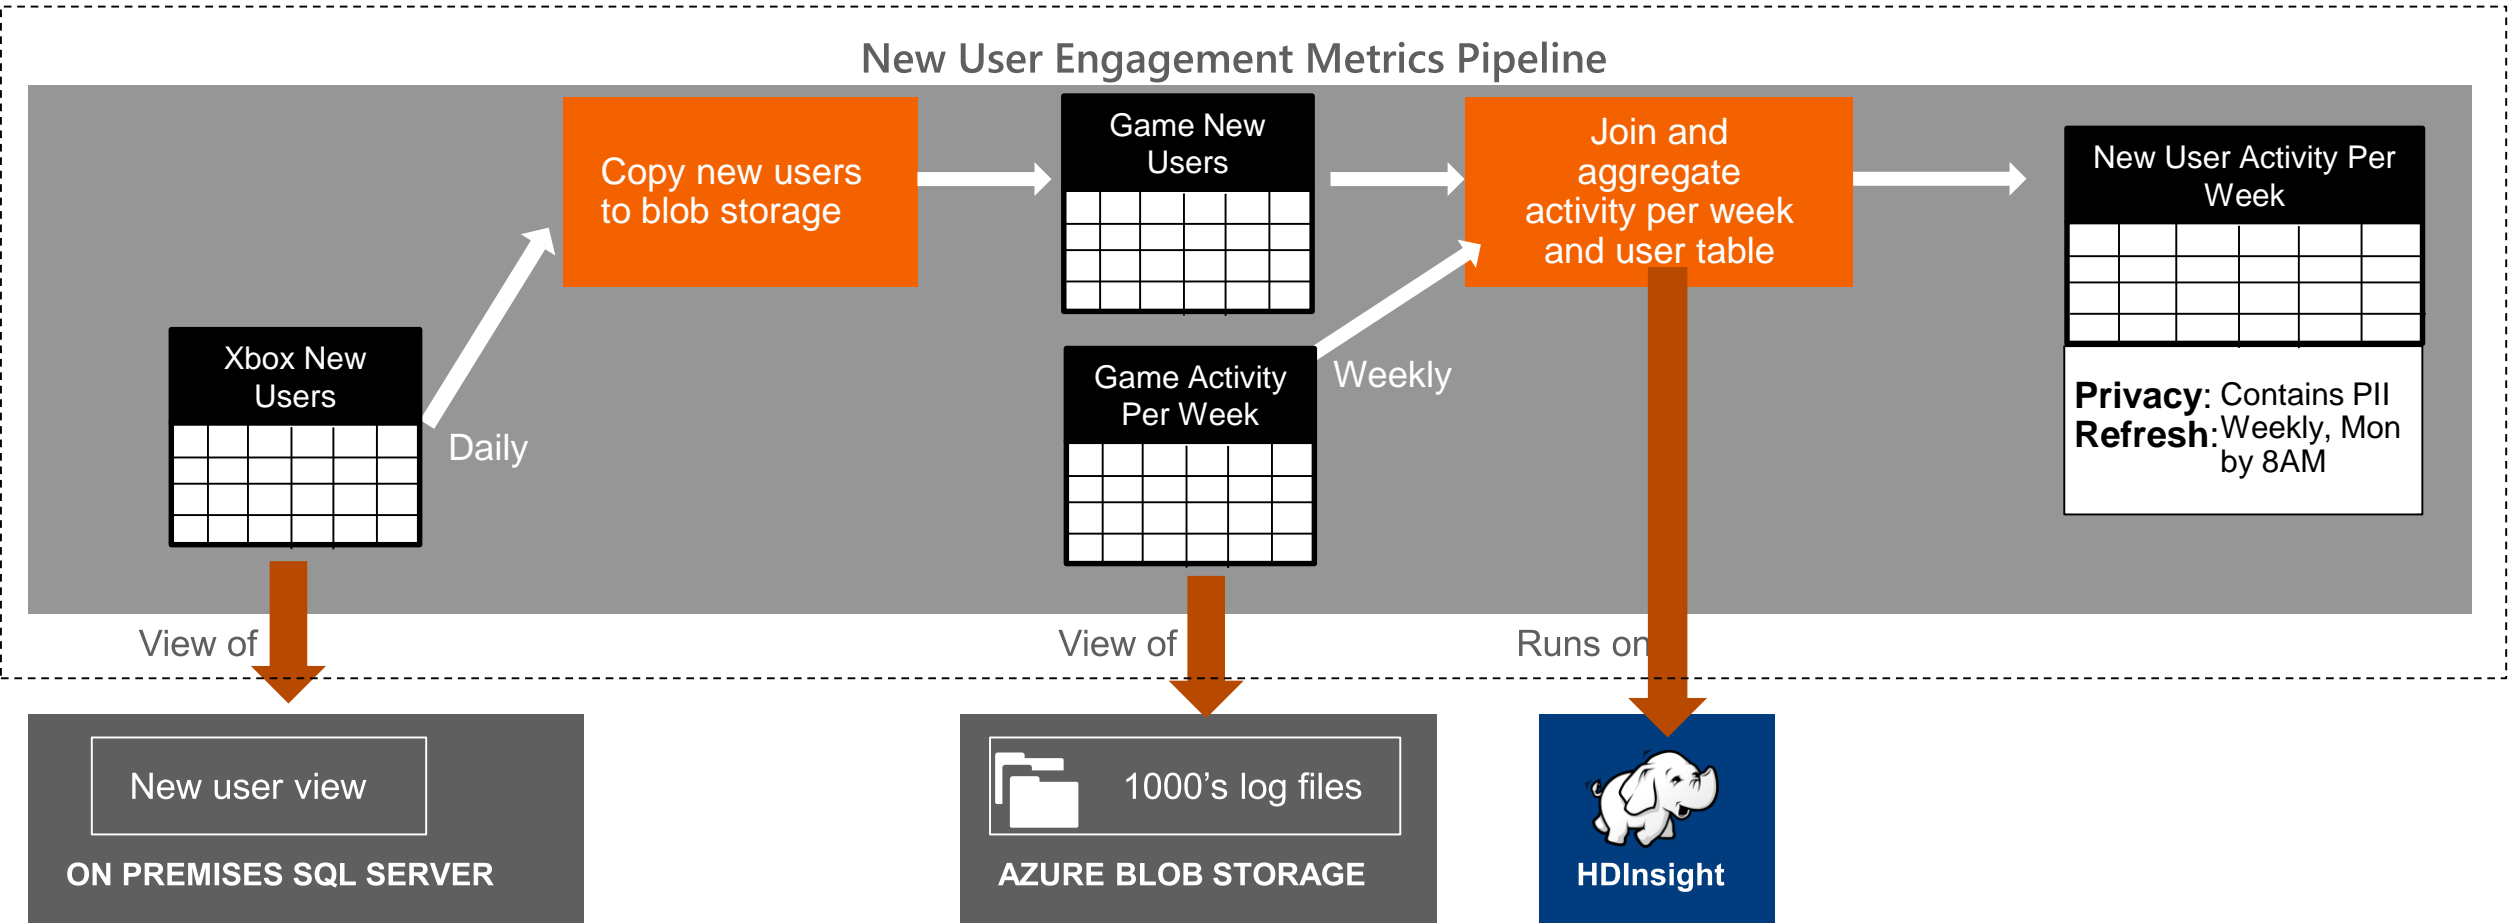 New User Engagement Metrics Pipeline
Copy new users
to blob storage
Game New
Users
Join and
aggregate
activity per week
and user table
New User Activity Per
Week
Xbox New
Users
Daily
Game Activity
Per Week
Weekly
Privacy: Contains PII
Refresh: Weekly, Mon
by 8AM
View of
View of
Runs on
New user view
ON PREMISES SQL SERVER
1000’s log files
AZURE BLOB STORAGE
HDInsight